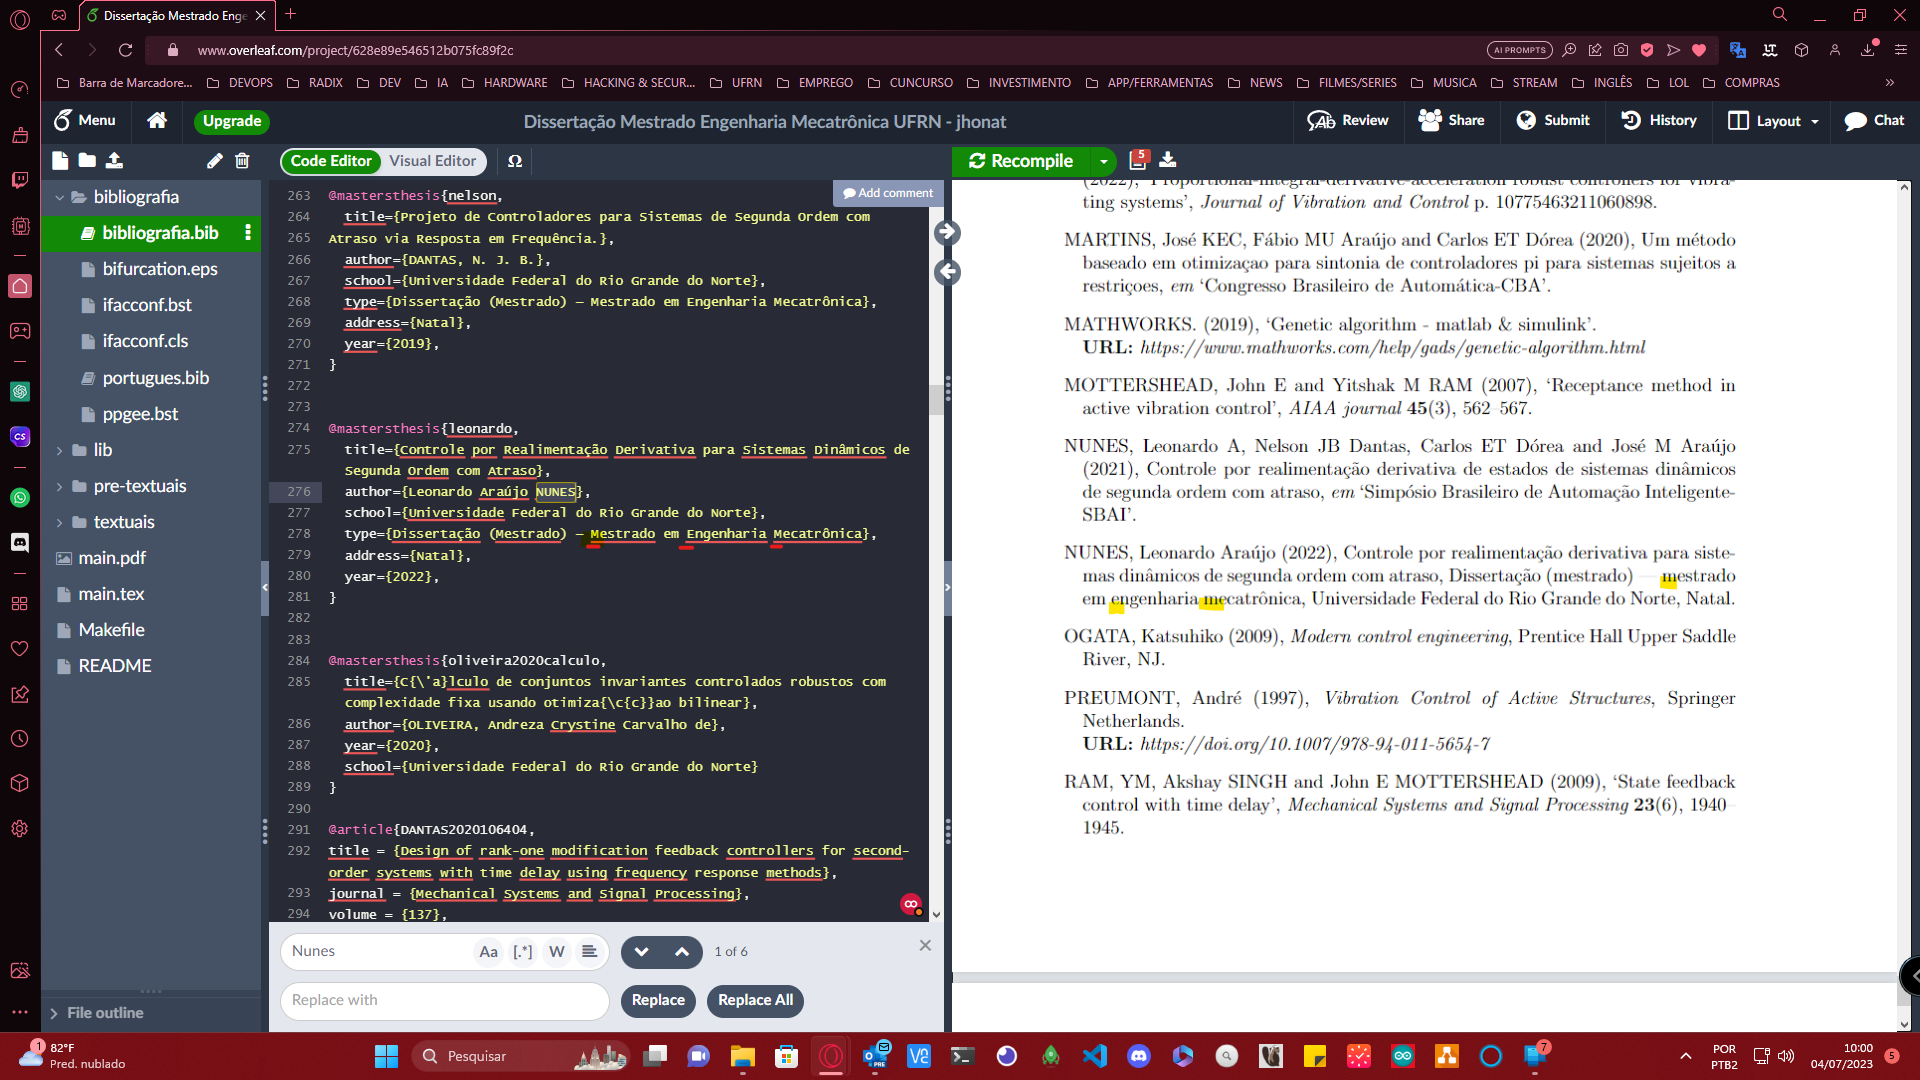 Dissertação Mestrado Enge
www.overleaf.com/project/628e89e546512b075fc89f2c
AI PROMPTS
Barra de Marcadore...
DEVOPS
RADIX
DEV
IA
HARDWARE
HACKING & SECUR...
UFRN
EMPREGO
CUNCURSO
INVESTIMENTO
APP/FERRAMENTAS
NEWS
FILMES/SERIES
MUSICA
STREAM
INGLÊS
LOL
COMPRAS
Menu
Upgrade
Dissertação Mestrado Engenharia Mecatrônica UFRN - jhonat
Review
Share
Submit
History
Layout
Chat
Code Editor
Visual Editor
Ω
Recompile
5
bibliografia
bibliografia.bib
bifurcation.eps
ifacconf.bst
ifacconf.cls
portugues.bib
ppgee.bst
lib
pre-textuais
textuais
main.pdf
main.tex
Makefile
README
File outline
Add comment
263 @mastersthesis{nelson,
264 title={Projeto de Controladores para Sistemas de Segunda Ordem com
265 Atraso via Resposta em Frequência.},
266 author={DANTAS, N. J. B.},
267 school={Universidade Federal do Rio Grande do Norte},
268 type={Dissertação (Mestrado) – Mestrado em Engenharia Mecatrônica},
269 address={Natal},
270 year={2019},
271 }
272
273
274 @mastersthesis{leonardo,
275 title={Controle por Realimentação Derivativa para Sistemas Dinâmicos de
Segunda Ordem com Atraso},
276 author={Leonardo Araújo NUNES},
277 school={Universidade Federal do Rio Grande do Norte},
278 type={Dissertação (Mestrado) – Mestrado em Engenharia Mecatrônica},
279 address={Natal},
280 year={2022},
281 }
282
283
284 @mastersthesis{oliveira2020calculo,
285 title={C{\'a}lculo de conjuntos invariantes controlados robustos com
complexidade fixa usando otimiza{\c{c}}ao bilinear},
286 author={OLIVEIRA, Andreza Crystine Carvalho de},
287 year={2020},
288 school={Universidade Federal do Rio Grande do Norte}
289 }
290
291 @article{DANTAS2020106404,
292 title = {Design of rank-one modification feedback controllers for second-
order systems with time delay using frequency response methods},
293 journal = {Mechanical Systems and Signal Processing},
294 volume = {137},
Nunes
Aa
[.*]
W
1 of 6
Replace with
Replace
Replace All
(2022), ‘Proportional-integral-derivative-acceleration robust controllers for vibra-
ting systems’, Journal of Vibration and Control p. 10775463211060898.
MARTINS, José KEC, Fábio MU Araújo and Carlos ET Dórea (2020), Um método
baseado em otimizaçao para sintonia de controladores pi para sistemas sujeitos a
restriçoes, em ‘Congresso Brasileiro de Automática-CBA’.
MATHWORKS. (2019), ‘Genetic algorithm - matlab & simulink’.
URL: https://www.mathworks.com/help/gads/genetic-algorithm.html
MOTTERSHEAD, John E and Yitshak M RAM (2007), ‘Receptance method in
active vibration control’, AIAA journal 45(3), 562–567.
NUNES, Leonardo A, Nelson JB Dantas, Carlos ET Dórea and José M Araújo
(2021), Controle por realimentação derivativa de estados de sistemas dinâmicos
de segunda ordem com atraso, em ‘Simpósio Brasileiro de Automação Inteligente-
SBAI’.
NUNES, Leonardo Araújo (2022), Controle por realimentação derivativa para siste-
mas dinâmicos de segunda ordem com atraso, Dissertação (mestrado) — mestrado
em engenharia mecatrônica, Universidade Federal do Rio Grande do Norte, Natal.
OGATA, Katsuhiko (2009), Modern control engineering, Prentice Hall Upper Saddle
River, NJ.
PREUMONT, André (1997), Vibration Control of Active Structures, Springer
Netherlands.
URL: https://doi.org/10.1007/978-94-011-5654-7
RAM, YM, Akshay SINGH and John E MOTTERSHEAD (2009), ‘State feedback
control with time delay’, Mechanical Systems and Signal Processing 23(6), 1940–
1945.
1
82°F
Pred. nublado
Pesquisar
PRE
7
POR
PTB2
10:00
04/07/2023
5